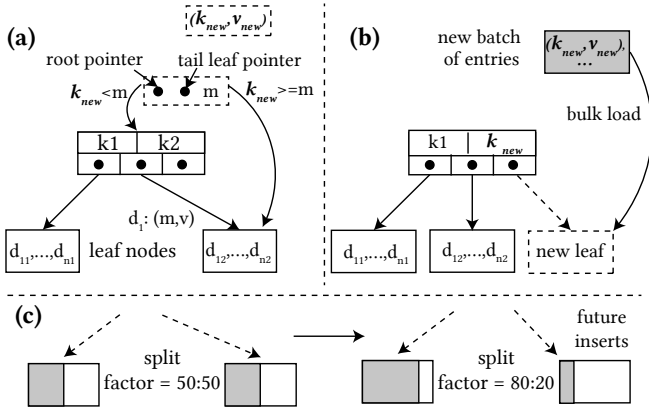 (a)
(k_new, v_new)
root pointer
tail leaf pointer
k_new<m
m
k_new>=m
k1 k2
d_1: (m,v)
d_11,...,d_n1
leaf nodes
d_12,...,d_n2
(b)
new batch
of entries
(k_new, v_new),
...
bulk load
k1 k_new
d_11,...,d_n1
d_12,...,d_n2
new leaf
(c)
split
factor = 50:50
split
factor = 80:20
future
inserts